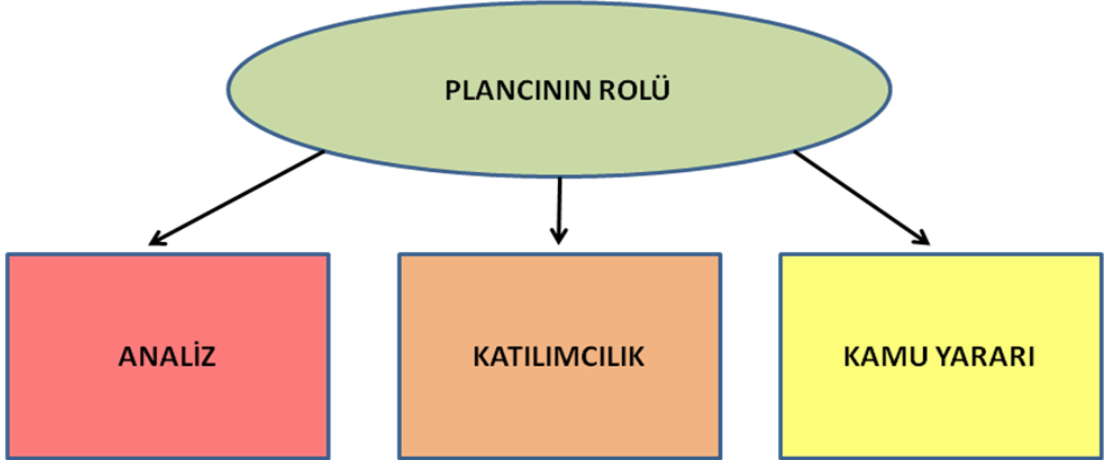 PLANCININ ROLÜ
ANALİZ
KATILIMCILIK
KAMU YARARI